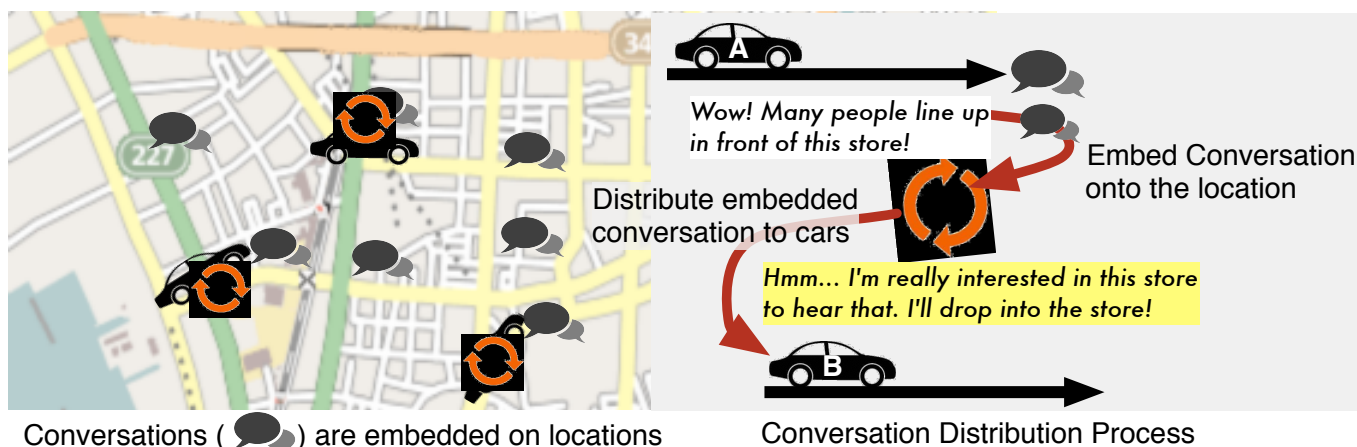 34
227
A
Wow! Many people line up
in front of this store!
Embed Conversation
onto the location
Distribute embedded
conversation to cars
Hmm... I'm really interested in this store
to hear that. I'll drop into the store!
B
Conversations ( ) are embedded on locations
Conversation Distribution Process